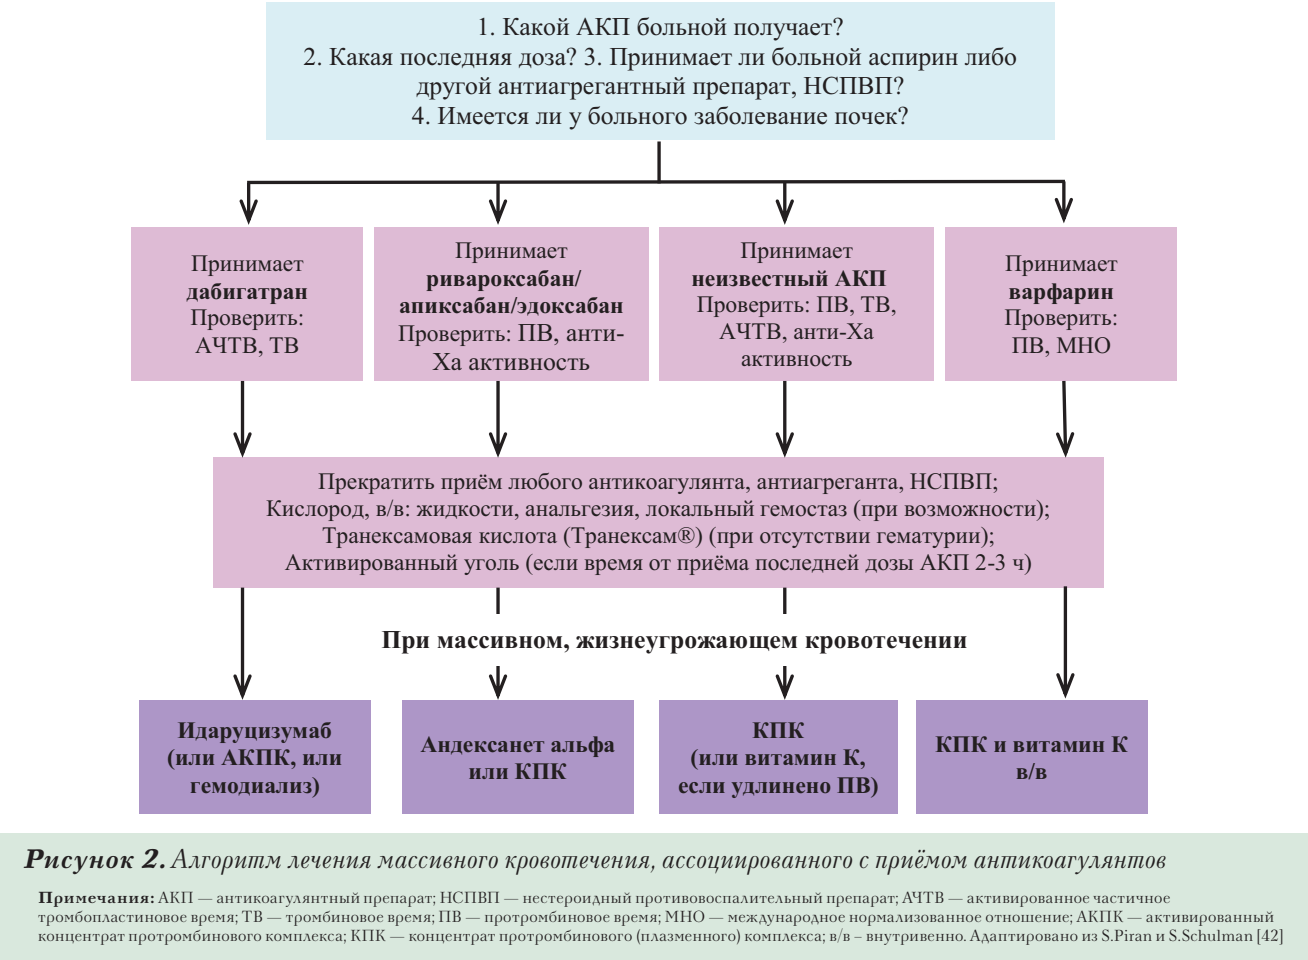 1. Какой АКП больной получает?
2. Какая последняя доза? 3. Принимает ли больной аспирин либо
другой антиагрегантный препарат, НСПВП?
4. Имеется ли у больного заболевание почек?
Принимает
дабигатран
Проверить:
АЧТВ, ТВ
Принимает
ривароксабан/
апиксабан/эдоксабан
Проверить: ПВ, анти-
Ха активность
Принимает
неизвестный АКП
Проверить: ПВ, ТВ,
АЧТВ, анти-Ха
активность
Принимает
варфарин
Проверить:
ПВ, МНО
Прекратить приём любого антикоагулянта, антиагреганта, НСПВП;
Кислород, в/в: жидкости, анальгезия, локальный гемостаз (при возможности);
Транексамовая кислота (Транексам®) (при отсутствии гематурии);
Активированный уголь (если время от приёма последней дозы АКП 2-3 ч)
При массивном, жизнеугрожающем кровотечении
Идаруцизумаб
(или АКПК, или
гемодиализ)
Андексанет альфа
или КПК
КПК
(или витамин К,
если удлинено ПВ)
КПК и витамин К
в/в
Рисунок 2. Алгоритм лечения массивного кровотечения, ассоциированного с приёмом антикоагулянтов
Примечания: АКП — антикоагулянтный препарат; НСПВП — нестероидный противовоспалительный препарат; АЧТВ — активированное частичное
тромбопластиновое время; ТВ — тромбиновое время; ПВ — протромбиновое время; МНО — международное нормализованное отношение; АКПК — активированный
концентрат протромбинового комплекса; КПК — концентрат протромбинового (плазменного) комплекса; в/в – внутривенно. Адаптировано из S.Piran и S.Schulman [42]